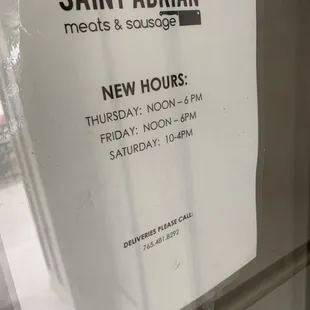 SAINT ADRIAN
meats & sausage
NEW HOURS:
THURSDAY: NOON – 6 PM
FRIDAY: NOON – 6PM
SATURDAY: 10-4PM
DELIVERIES PLEASE CALL:
765.481.8292